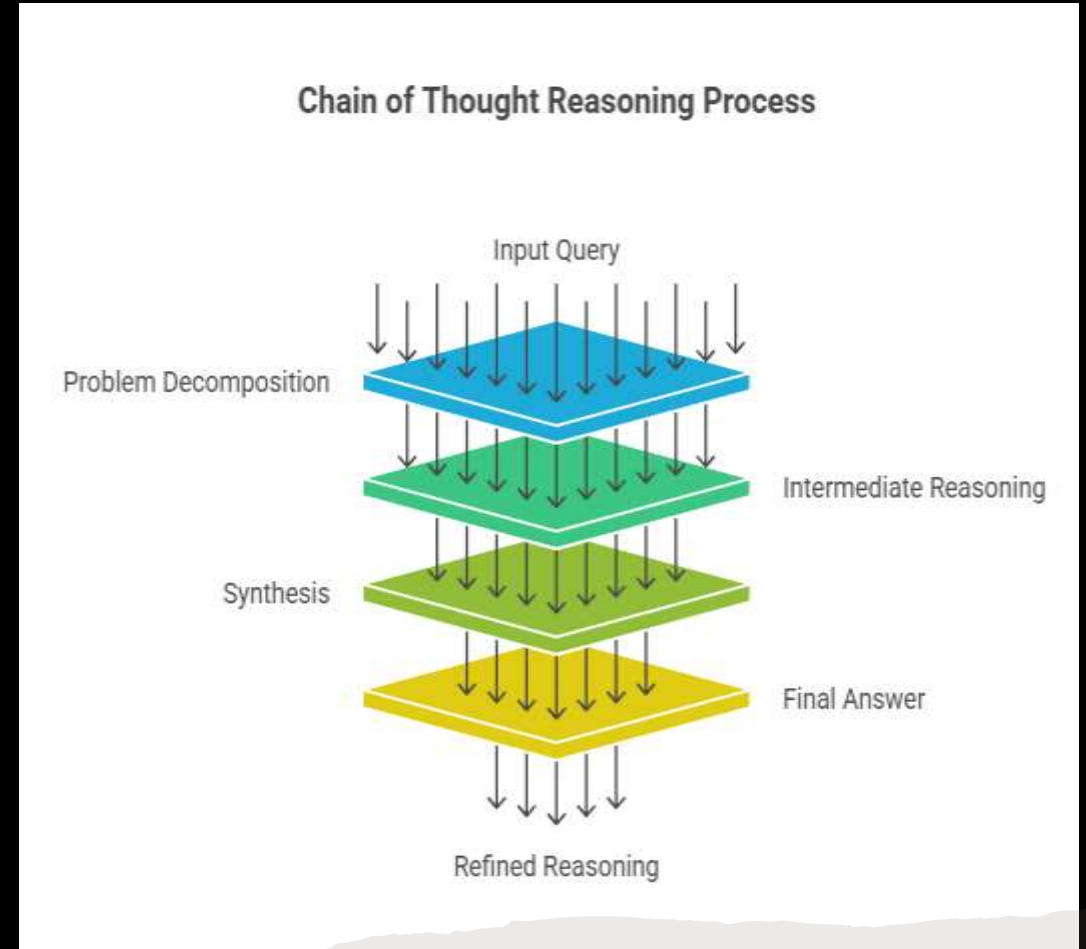 Chain of Thought Reasoning Process
Input Query
Problem Decomposition
Intermediate Reasoning
Synthesis
Final Answer
Refined Reasoning